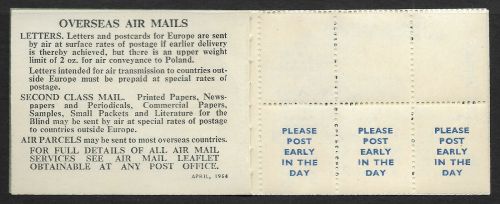 OVERSEAS AIR MAILS
LETTERS. Letters and postcards for Europe are sent
by air at surface rates of postage if earlier delivery
is thereby achieved, but there is an upper weight
limit of 2 oz. for air conveyance to Poland.
Letters intended for air transmission to countries out-
side Europe must be prepaid at special rates of
postage.
SECOND CLASS MAIL. Printed Papers, News-
papers and Periodicals, Commercial Papers,
Samples, Small Packets and Literature for the
Blind may be sent by air at special rates of postage
to countries outside Europe.
AIR PARCELS may be sent to most overseas countries.
FOR FULL DETAILS OF ALL AIR MAIL
SERVICES SEE AIR MAIL LEAFLET
OBTAINABLE AT ANY POST OFFICE.
APRIL, 1954
PLEASE
POST
EARLY
IN THE
DAY
PLEASE
POST
EARLY
IN THE
DAY
PLEASE
POST
EARLY
IN THE
DAY